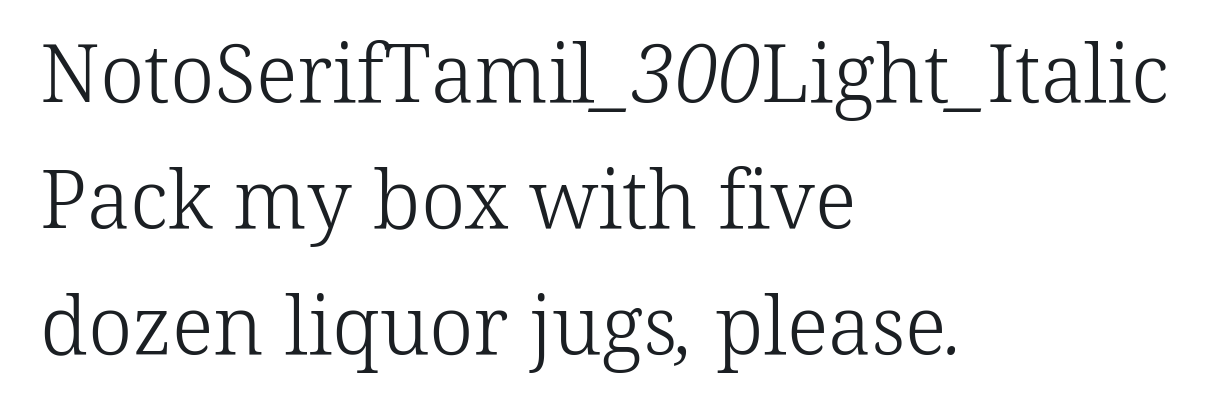 NotoSerifTamil_300Light_Italic
Pack my box with five
dozen liquor jugs, please.